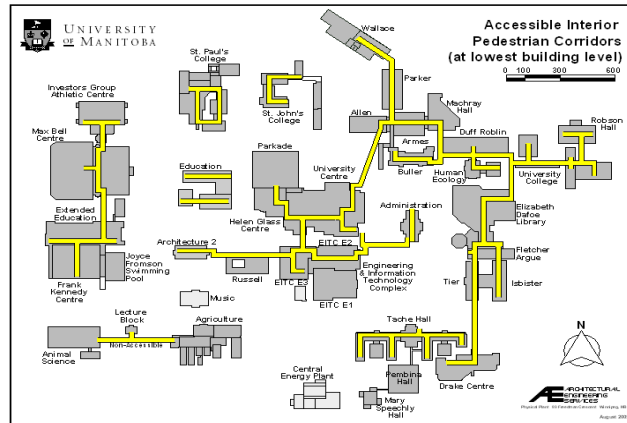 UNIVERSITY
OF MANITOBA
Accessible Interior
Pedestrian Corridors
(at lowest building level)
0 100 200 300 600
Wallace
St. Paul's
College
Parker
Investors Group
Athletic Centre
St. John's
College
Machray
Hall
Allen
Robson
Hall
Max Bell
Centre
Armes
Duff Roblin
Parkade
Buller
Education
University
Centre
Human
Ecology
University
College
Administration
Elizabeth
Dafoe
Library
Extended
Education
Helen Glass
Centre
Architecture 2
EITC E2
Fletcher
Argue
Joyce
Fromson
Swimming
Pool
Engineering
& Information
Technology
Complex
Russell
EITC E3
Tier
Isbister
Frank
Kennedy
Centre
Music
EITC E1
Lecture
Block
Agriculture
Tache Hall
N
Non-Accessible
Animal
Science
Central
Energy Plant
Pembina
Hall
Drake Centre
Mary
Speechly
Hall
ARCHITECTURAL
ENGINEERING
SERVICES